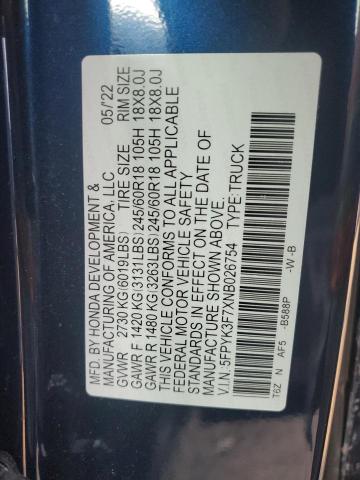 MFD. BY HONDA DEVELOPMENT &
MANUFACTURING OF AMERICA, LLC 05/'22
GVWR 2730 KG(6019LBS) TIRE SIZE RIM SIZE
GAWR F 1420 KG(3131LBS) 245/60R18 105H 18X8.0J
GAWR R 1480 KG(3263LBS) 245/60R18 105H 18X8.0J
THIS VEHICLE CONFORMS TO ALL APPLICABLE
FEDERAL MOTOR VEHICLE SAFETY
STANDARDS IN EFFECT ON THE DATE OF
MANUFACTURE SHOWN ABOVE.
V.I.N: 5FPYK3F7XNB026754 TYPE:TRUCK
T6Z N AF5 -B588P -W -B